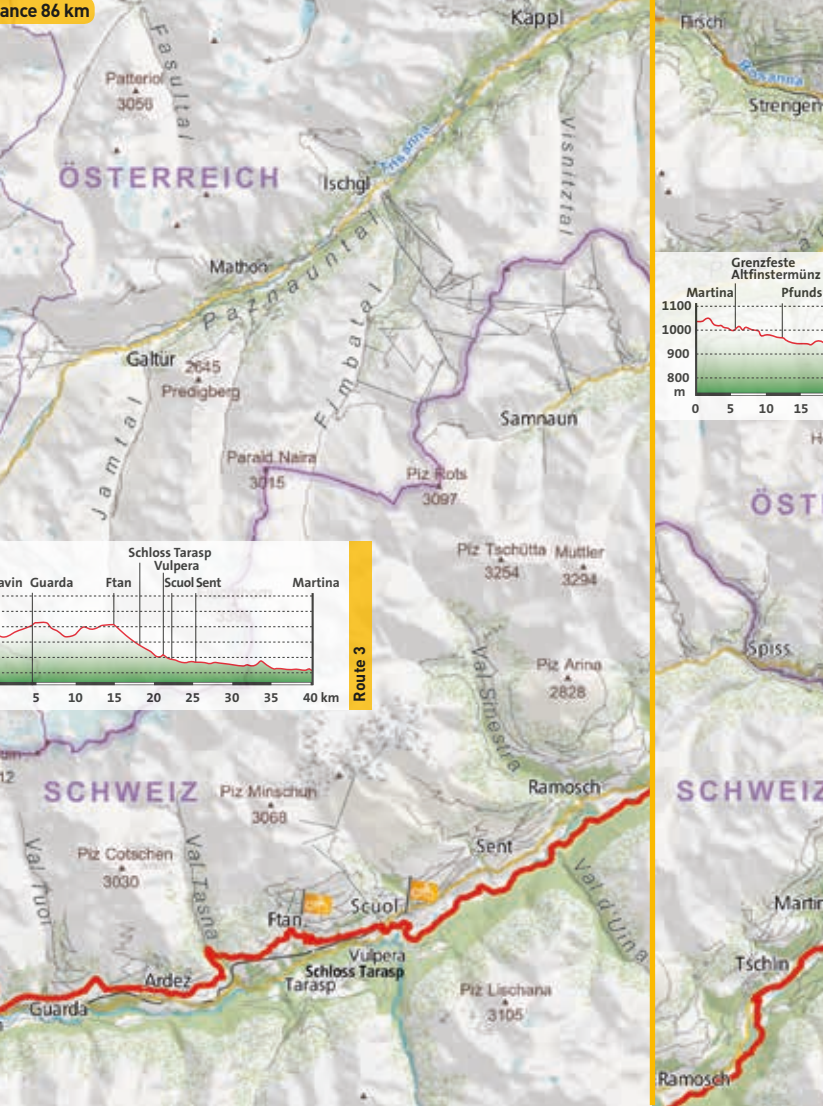 ance 86 km
Kappl
Flirsch
Fasultal
Patteriol
3056
Rosanna
Strengen
Visnitztal
Trisanna
ÖSTERREICH
Ischgl
Mathon
Paznauntal
Grenzfeste
Altfinstermünz
Martina
Pfunds
1100
1000
900
800
m
0 5 10 15
Galtür
2645
Predigberg
Fimbatal
Jamtal
Samnaun
Paraid Naira
3015
Piz Rots
3097
ÖST
Schloss Tarasp
Vulpera
avin Guarda Ftan Scuol Sent Martina
5 10 15 20 25 30 35 40 km
Route 3
Piz Tschütta
3254
Muttler
3294
Val Sinestra
Piz Arina
2828
Spiss
12
SCHWEIZ
Piz Minschun
3068
Ramosch
SCHWEIZ
Val Tuoi
Piz Cotschen
3030
Val Tasna
Sent
Val d'Uina
Ftan
Scuol
Martin
Tschlin
Ardez
Vulpera
Schloss Tarasp
Tarasp
Guarda
Piz Lischana
3105
Ramosch